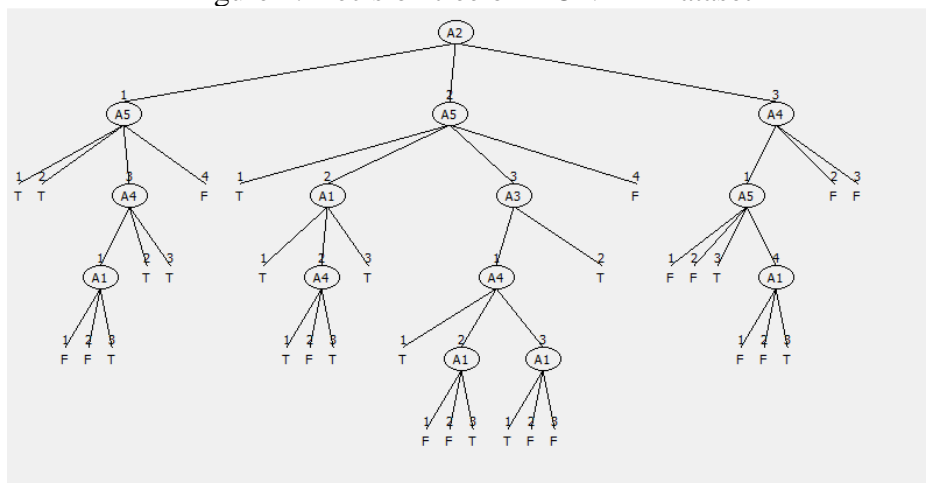 A2
1 2 3
A5 A5 A4
1 2 3 4 1 2 3 4 1 2 3
T T A4 F T A1 A3 F A5 F F
1 2 3 1 2 3 1 2 1 2 3 4
A1 T T T A4 T A4 T F F T A1
1 2 3 1 2 3 1 2 3 1 2 3
F F T T F T T A1 A1 F F T
1 2 3 1 2 3
F F T T F F